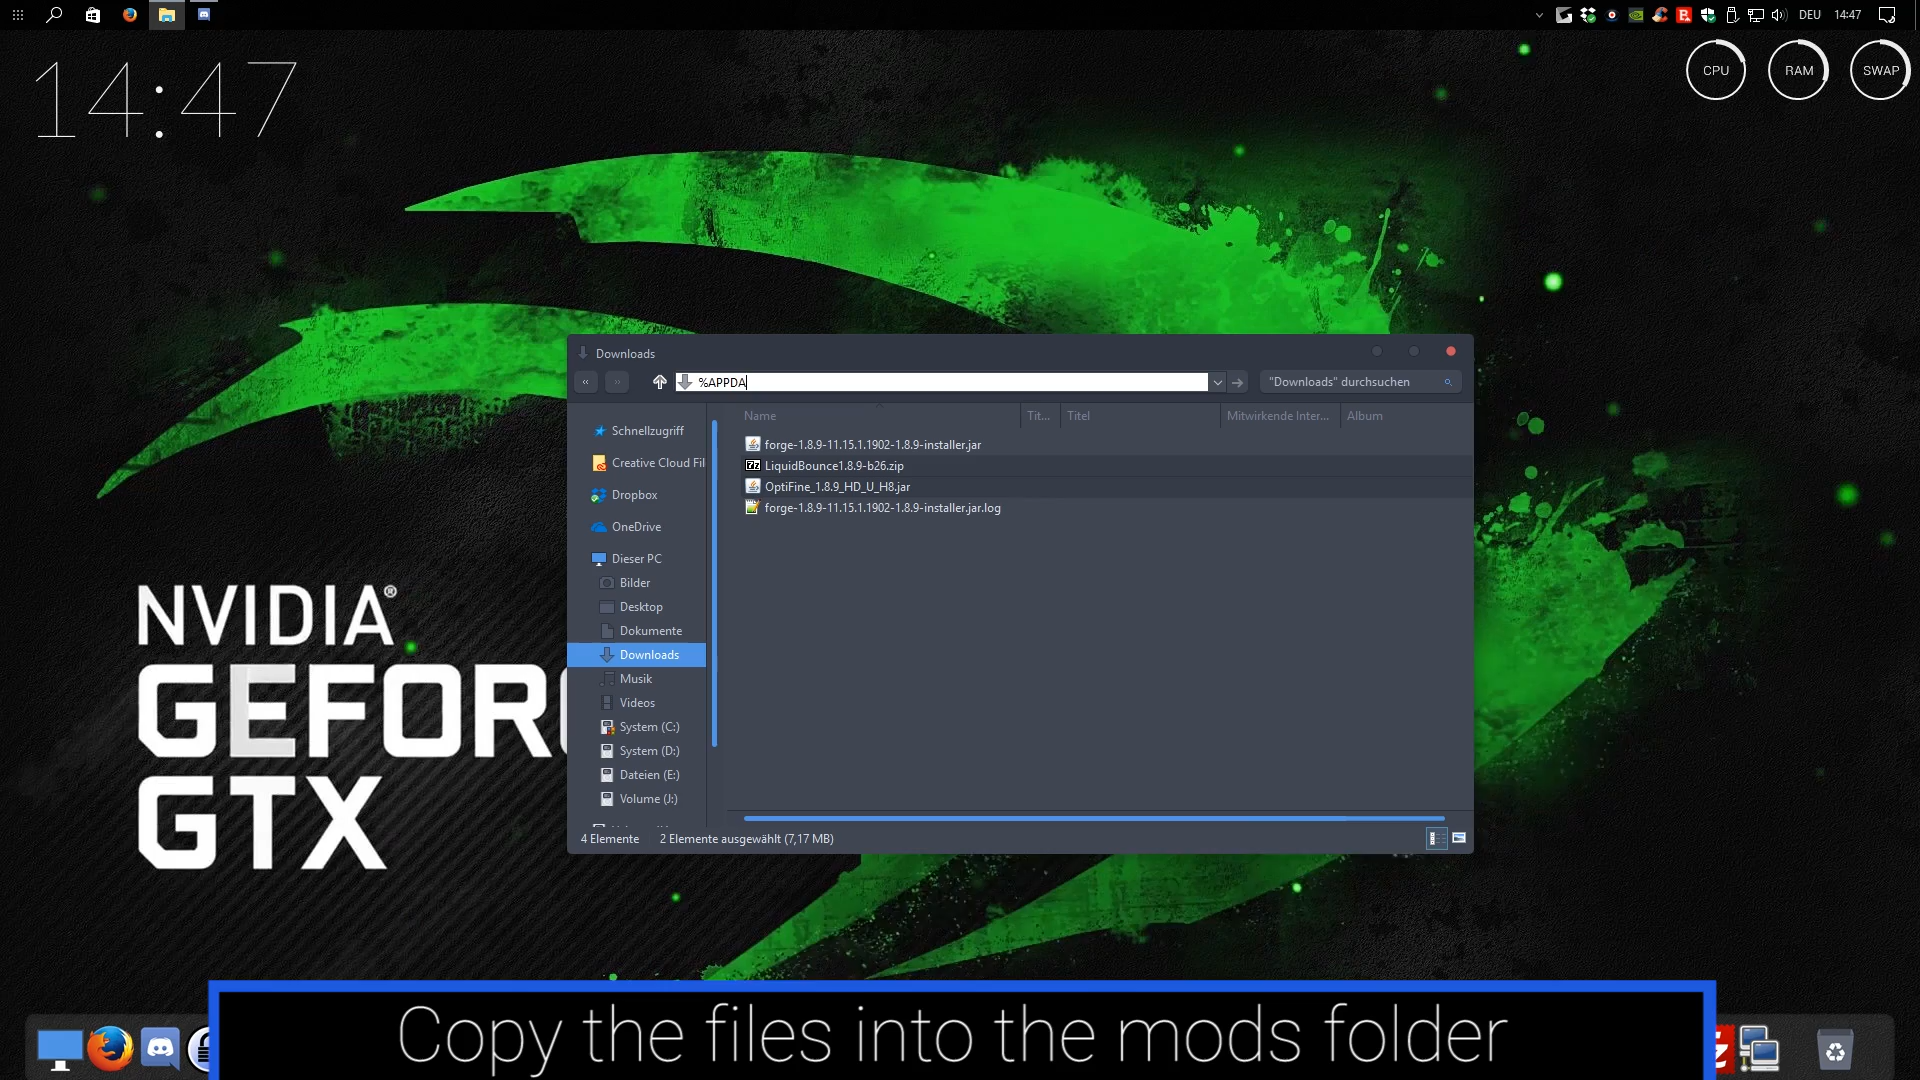 DEU 14:47
14:47
CPU RAM SWAP
Downloads
%APPDA
"Downloads" durchsuchen
Name Tit... Titel Mitwirkende Inter... Album
Schnellzugriff
Creative Cloud Fil
Dropbox
OneDrive
Dieser PC
Bilder
Desktop
Dokumente
Downloads
Musik
Videos
System (C:)
System (D:)
Dateien (E:)
Volume (J:)
forge-1.8.9-11.15.1.1902-1.8.9-installer.jar
LiquidBounce1.8.9-b26.zip
OptiFine_1.8.9_HD_U_H8.jar
forge-1.8.9-11.15.1.1902-1.8.9-installer.jar.log
4 Elemente 2 Elemente ausgewählt (7,17 MB)
NVIDIA®
GEFORC
GTX
Copy the files into the mods folder